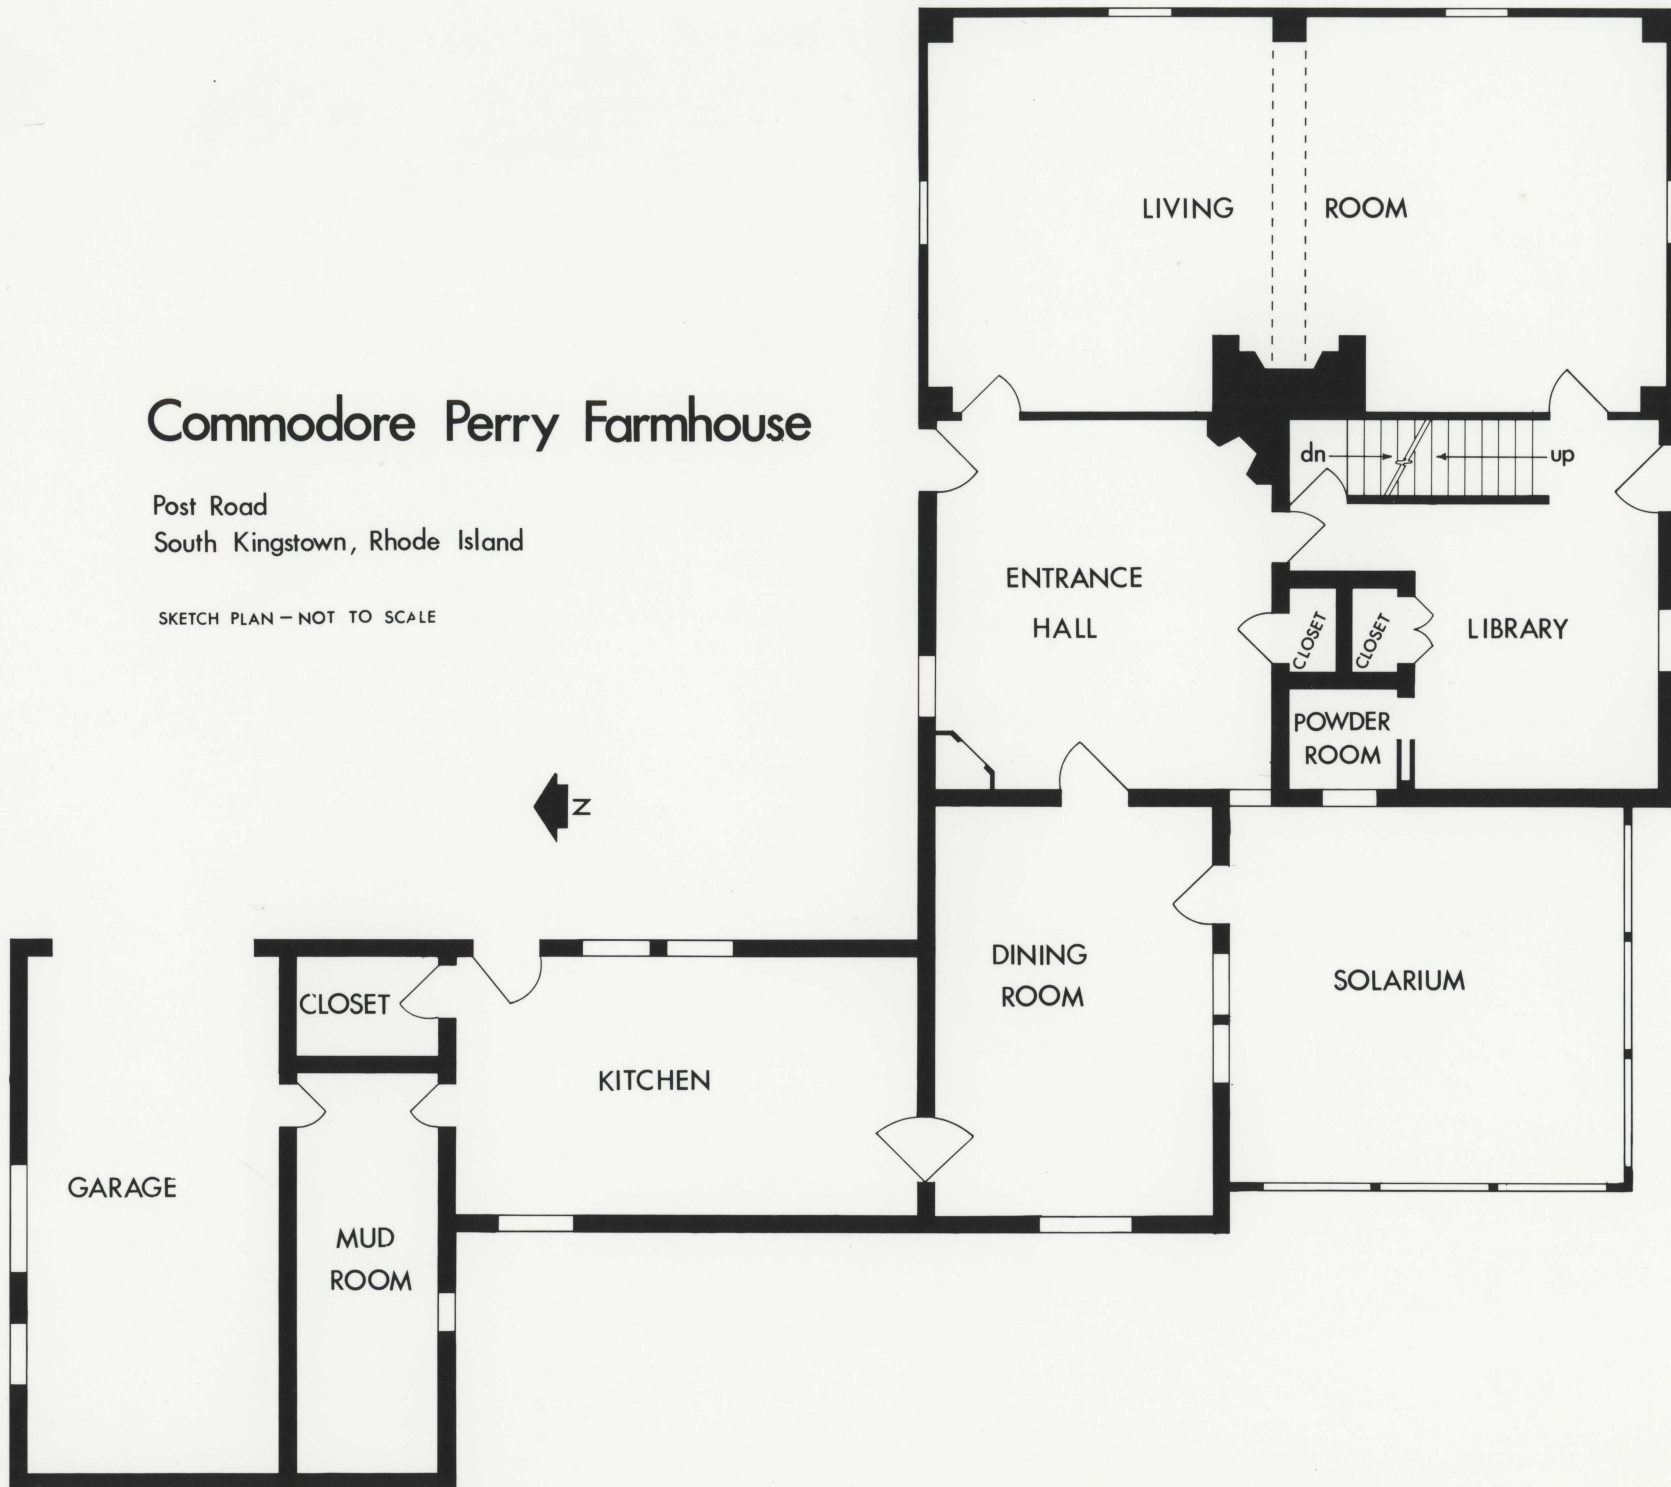 LIVING ROOM
Commodore Perry Farmhouse
Post Road
South Kingstown, Rhode Island
SKETCH PLAN — NOT TO SCALE
dn
up
ENTRANCE
HALL
CLOSET
CLOSET
LIBRARY
POWDER
ROOM
N
DINING
ROOM
SOLARIUM
CLOSET
KITCHEN
GARAGE
MUD
ROOM